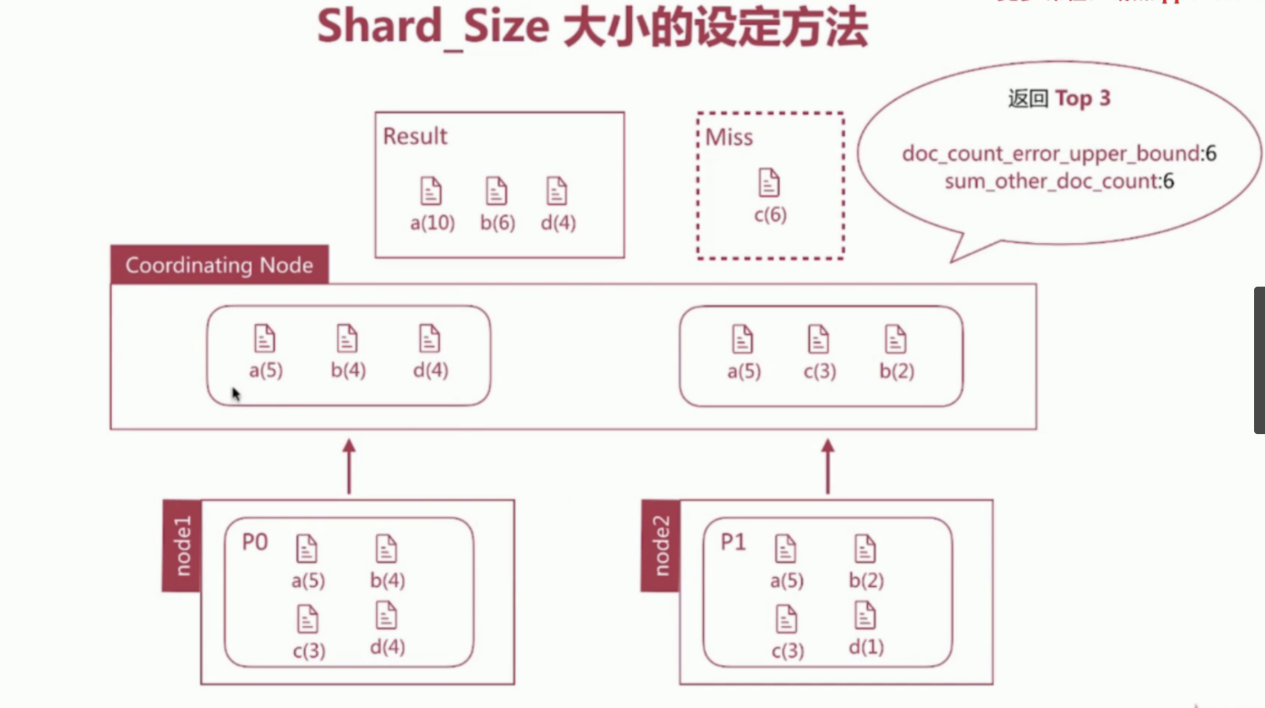 Shard_Size 大小的设定方法
返回 Top 3
doc_count_error_upper_bound:6
sum_other_doc_count:6
Result
a(10) b(6) d(4)
Miss
c(6)
Coordinating Node
a(5) b(4) d(4)
a(5) c(3) b(2)
node1
P0
a(5) b(4)
c(3) d(4)
node2
P1
a(5) b(2)
c(3) d(1)